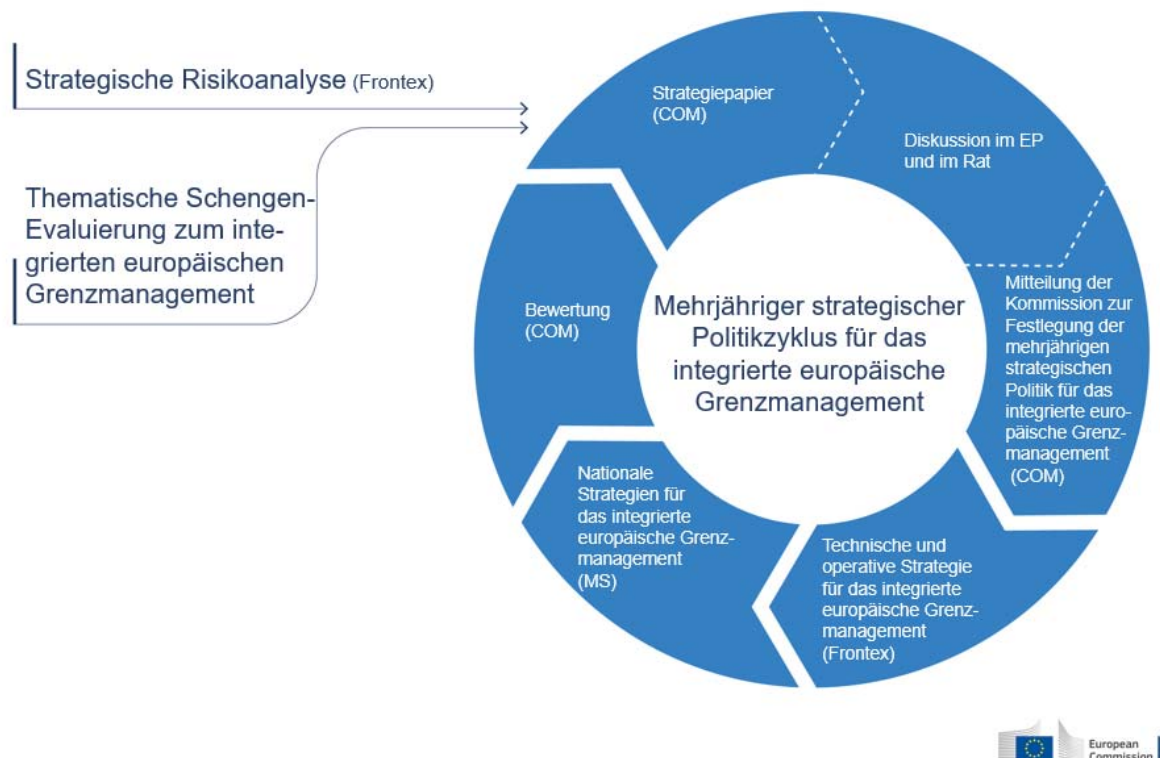 Strategische Risikoanalyse (Frontex)
Thematische Schengen-
Evaluierung zum inte-
grierten europäischen
Grenzmanagement
Mehrjähriger strategischer
Politikzyklus für das
integrierte europäische
Grenzmanagement
Strategiepapier
(COM)
Diskussion im EP
und im Rat
Mitteilung der
Kommission zur
Festlegung der
mehrjährigen
strategischen
Politik für das
integrierte euro-
päische Grenz-
management
(COM)
Technische und
operative Strategie
für das integrierte
europäische Grenz-
management
(Frontex)
Nationale
Strategien für
das integrierte
europäische Grenz-
management
(MS)
Bewertung
(COM)
European
Commission